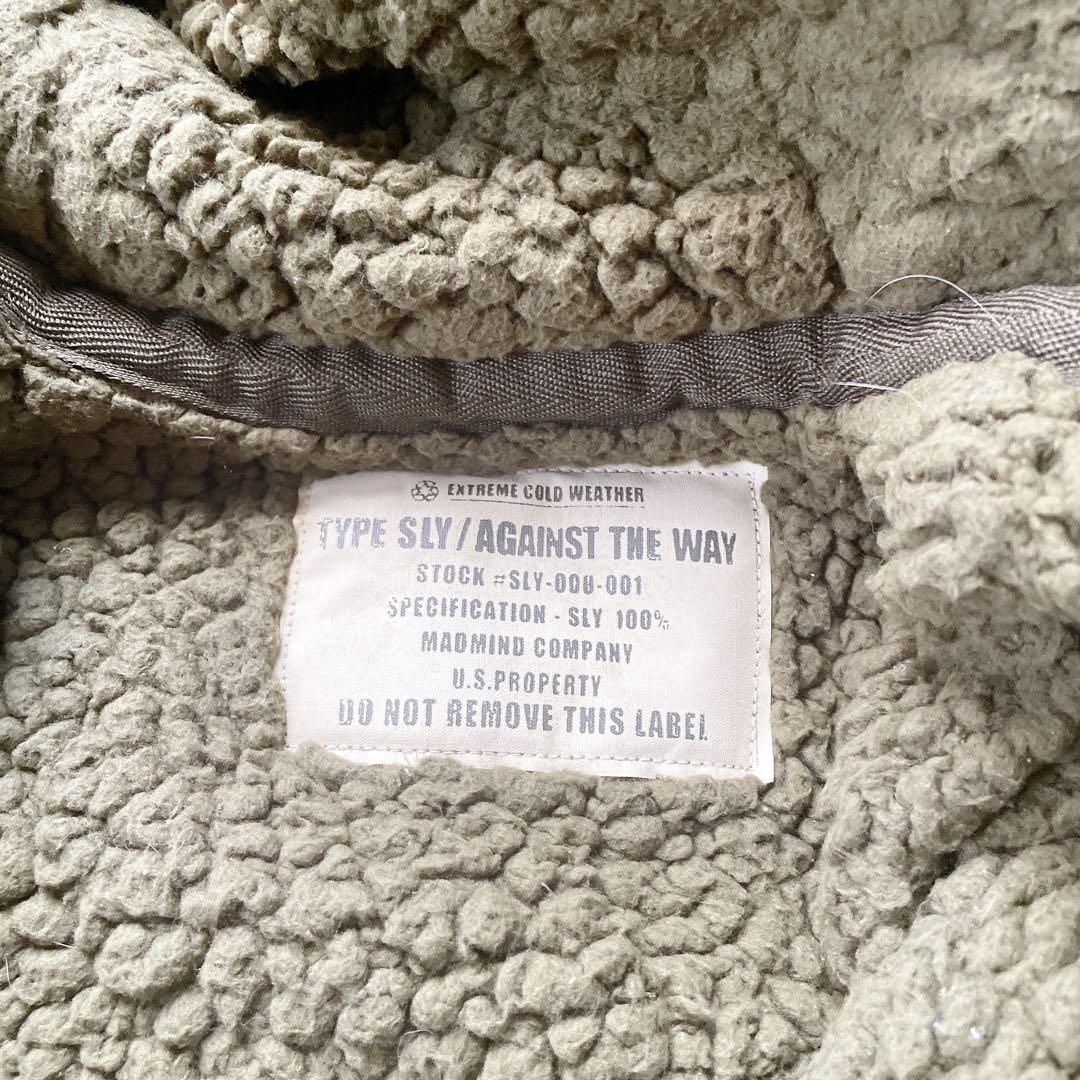 EXTREME COLD WEATHER
TYPE SLY/AGAINST THE WAY
STOCK #SLY-000-001
SPECIFICATION - SLY 100%
MADMIND COMPANY
U.S.PROPERTY
DO NOT REMOVE THIS LABEL